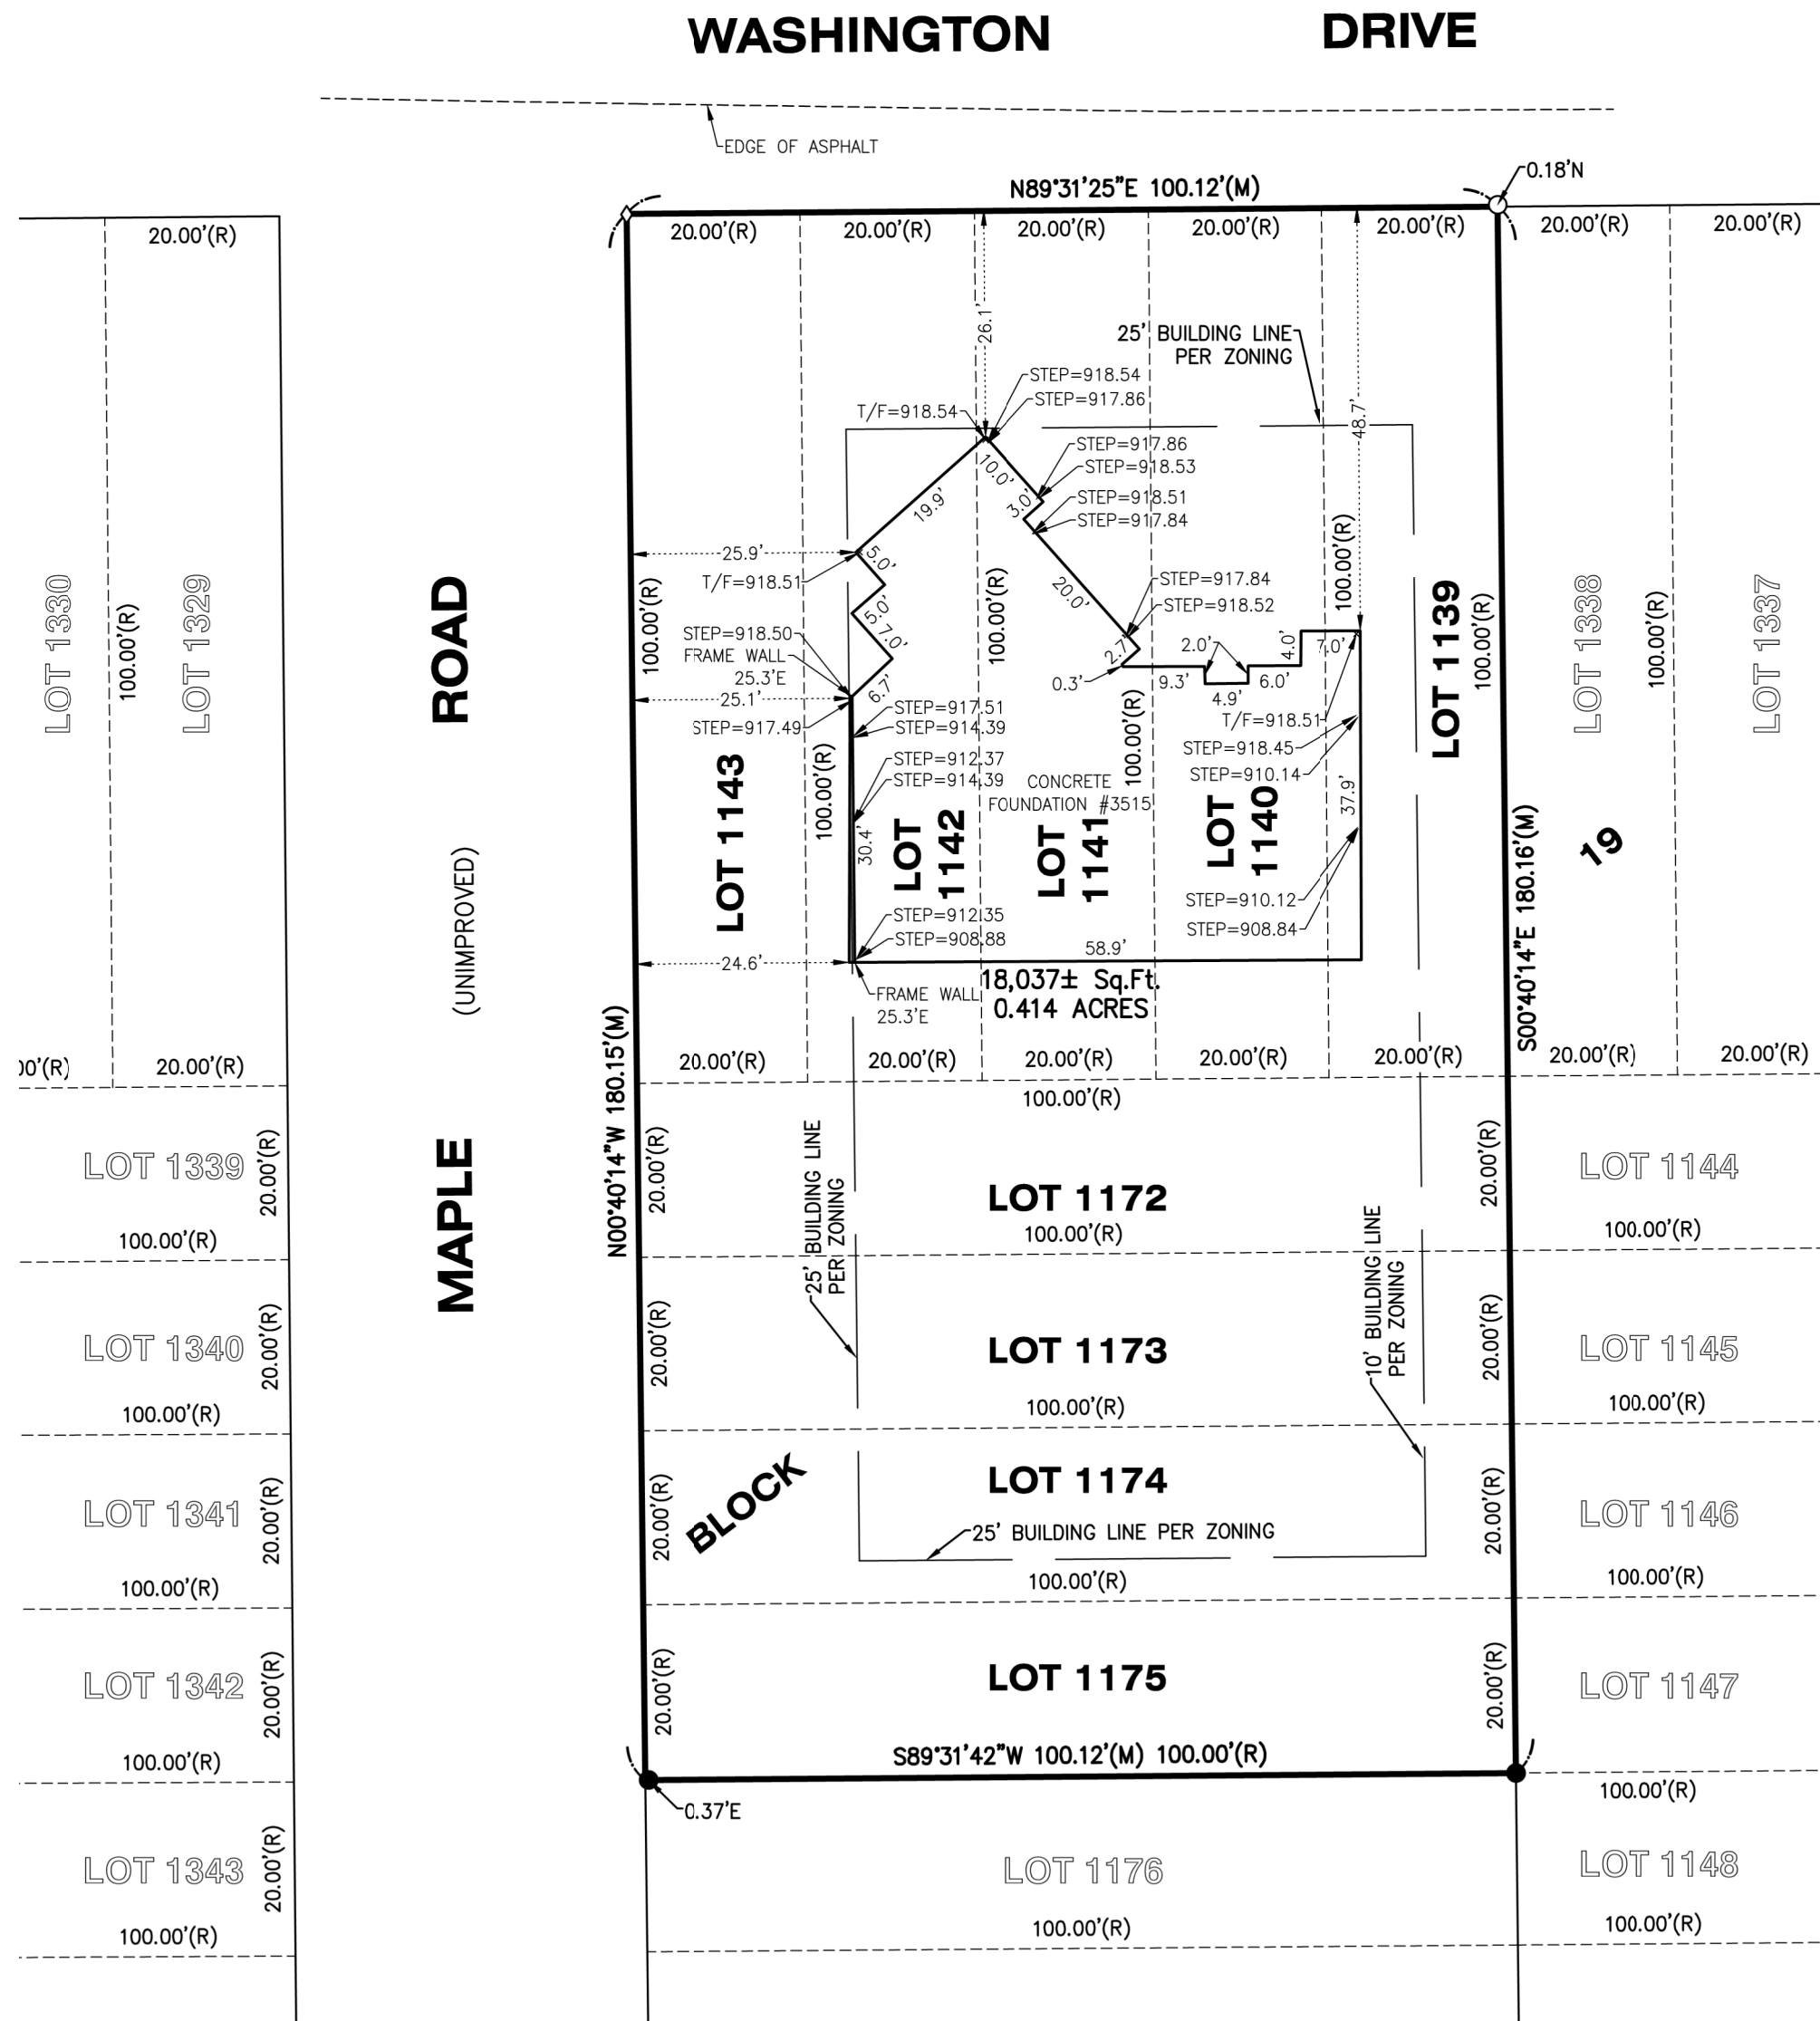 WASHINGTON DRIVE
EDGE OF ASPHALT
0.18'N
N89°31'25"E 100.12'(M)
20.00'(R)
20.00'(R)
20.00'(R)
20.00'(R)
20.00'(R)
20.00'(R)
20.00'(R)
20.00'(R)
26.1'
25' BUILDING LINE
PER ZONING
48.7'
STEP=918.54
STEP=917.86
T/F=918.54
STEP=917.86
STEP=918.53
STEP=918.51
STEP=917.84
10.0'
3.0'
19.9'
25.9'
5.0'
T/F=918.51
5.0'
7.0'
20.0'
STEP=917.84
STEP=918.52
STEP=918.50
FRAME WALL
25.3'E
25.1'
STEP=917.49
6.7'
2.7'
0.3'
9.3'
2.0'
4.9'
6.0'
4.0'
7.0'
T/F=918.51
STEP=918.45
STEP=910.14
STEP=917.51
STEP=914.39
STEP=912.37
STEP=914.39
CONCRETE
FOUNDATION #3515
37.9'
30.4'
STEP=910.12
STEP=908.84
STEP=912.35
STEP=908.88
58.9'
24.6'
FRAME WALL
25.3'E
18,037± Sq.Ft.
0.414 ACRES
LOT 1330
100.00'(R)
LOT 1329
ROAD
(UNIMPROVED)
MAPLE
100.00'(R)
LOT 1143
100.00'(R)
LOT
1142
100.00'(R)
LOT
1141
100.00'(R)
LOT
1140
100.00'(R)
LOT 1139
100.00'(R)
LOT 1338
100.00'(R)
LOT 1337
19
S00°40'14"E 180.16'(M)
N00°40'14"W 180.15'(M)
00'(R)
20.00'(R)
20.00'(R)
20.00'(R)
20.00'(R)
20.00'(R)
20.00'(R)
20.00'(R)
20.00'(R)
100.00'(R)
LOT 1339
20.00'(R)
100.00'(R)
20.00'(R)
25' BUILDING LINE
PER ZONING
LOT 1172
100.00'(R)
20.00'(R)
LOT 1144
100.00'(R)
10' BUILDING LINE
PER ZONING
LOT 1340
20.00'(R)
100.00'(R)
20.00'(R)
LOT 1173
100.00'(R)
20.00'(R)
LOT 1145
100.00'(R)
LOT 1341
20.00'(R)
100.00'(R)
20.00'(R)
BLOCK
LOT 1174
25' BUILDING LINE PER ZONING
100.00'(R)
20.00'(R)
LOT 1146
100.00'(R)
LOT 1342
20.00'(R)
100.00'(R)
20.00'(R)
LOT 1175
20.00'(R)
LOT 1147
S89°31'42"W 100.12'(M) 100.00'(R)
100.00'(R)
0.37'E
LOT 1343
20.00'(R)
100.00'(R)
LOT 1176
100.00'(R)
LOT 1148
100.00'(R)